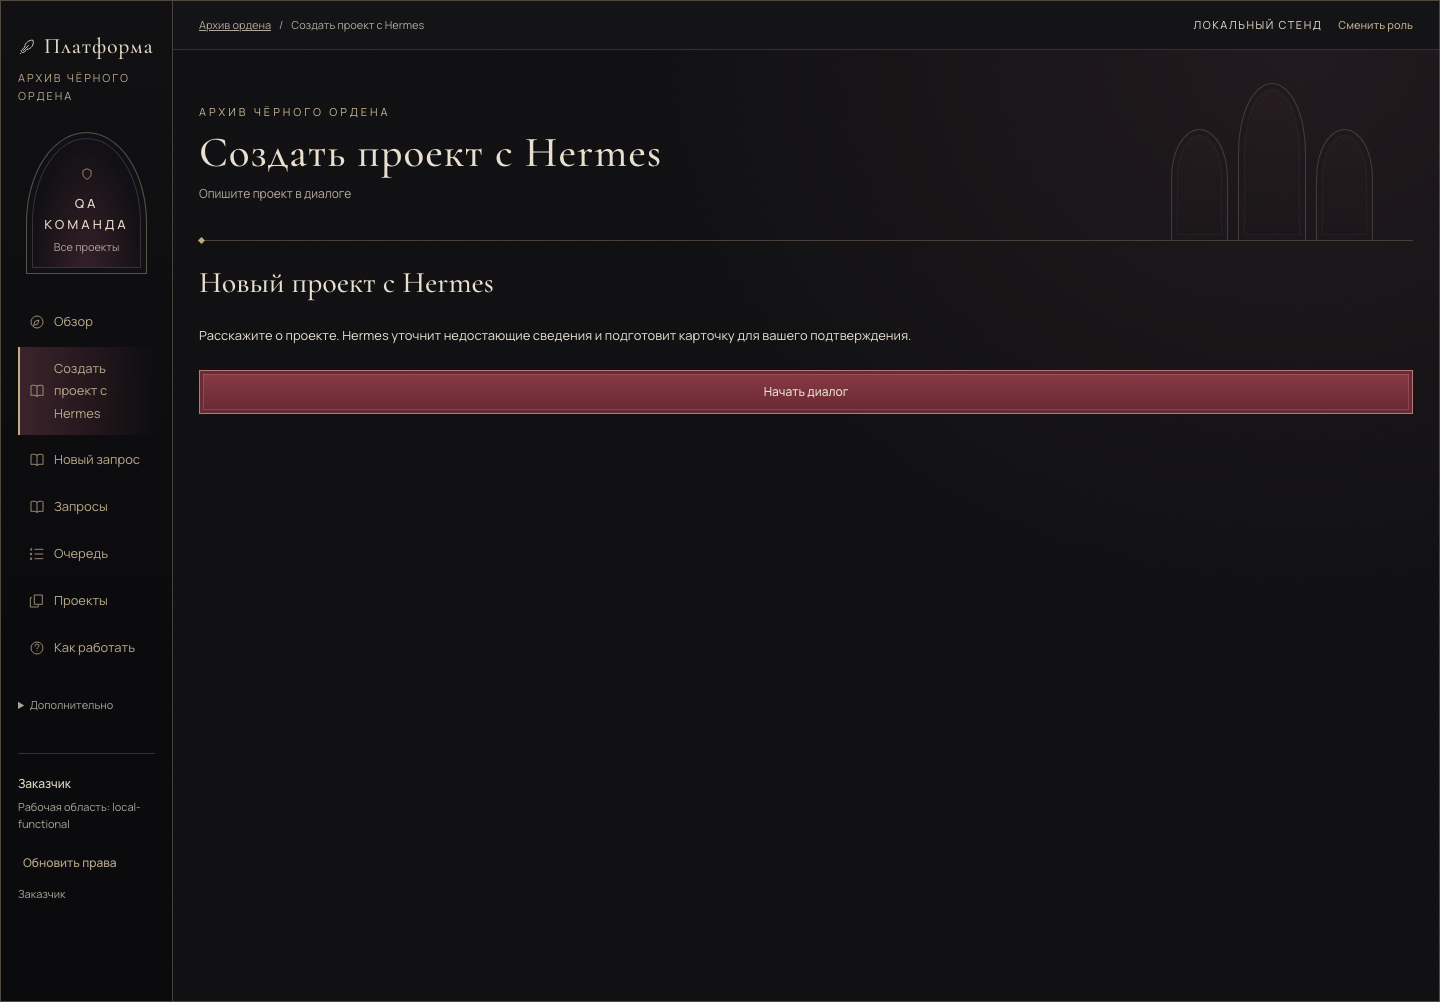 Платформа
АРХИВ ЧЁРНОГО
ОРДЕНА
QA
КОМАНДА
Все проекты
Обзор
Создать
проект с
Hermes
Новый запрос
Запросы
Очередь
Проекты
Как работать
Дополнительно
Заказчик
Рабочая область: local-
functional
Обновить права
Заказчик
Архив ордена / Создать проект с Hermes
ЛОКАЛЬНЫЙ СТЕНД Сменить роль
АРХИВ ЧЁРНОГО ОРДЕНА
Создать проект с Hermes
Опишите проект в диалоге
Новый проект с Hermes
Расскажите о проекте. Hermes уточнит недостающие сведения и подготовит карточку для вашего подтверждения.
Начать диалог